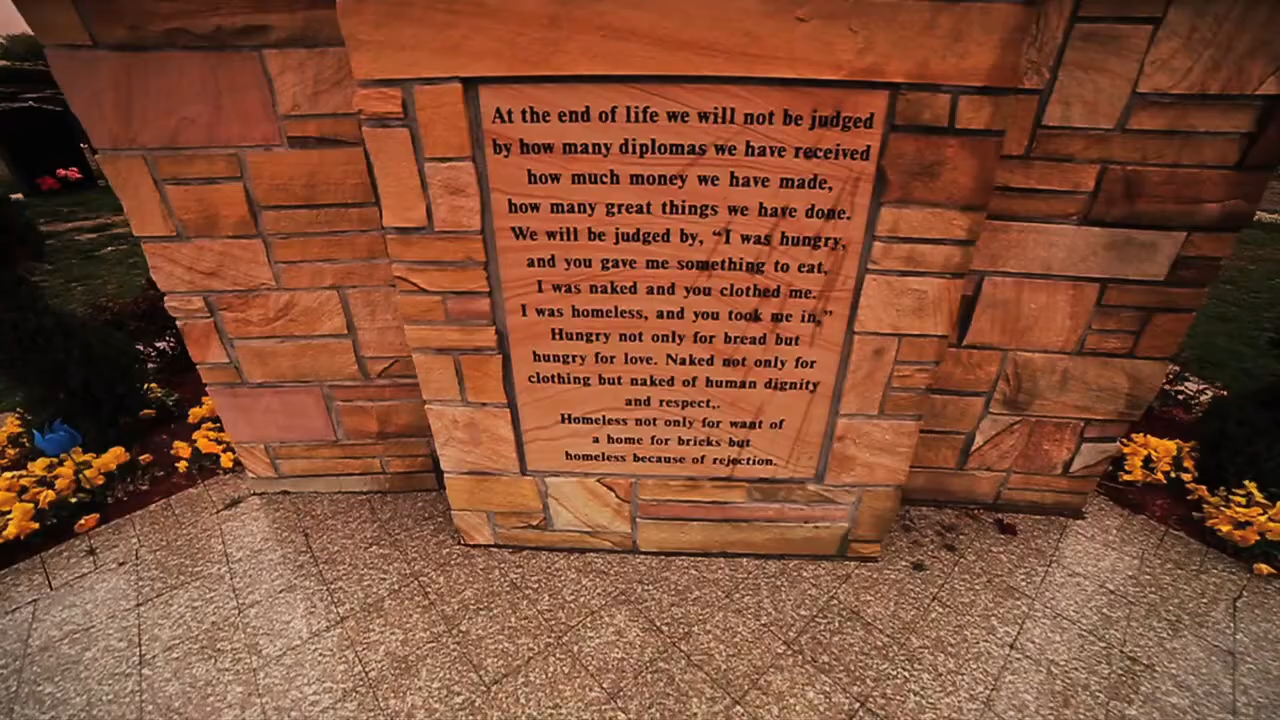 At the end of life we will not be judged
by how many diplomas we have received
how much money we have made,
how many great things we have done.
We will be judged by, “I was hungry,
and you gave me something to eat,
I was naked and you clothed me.
I was homeless, and you took me in,”
Hungry not only for bread but
hungry for love. Naked not only for
clothing but naked of human dignity
and respect,.
Homeless not only for want of
a home for bricks but
homeless because of rejection.